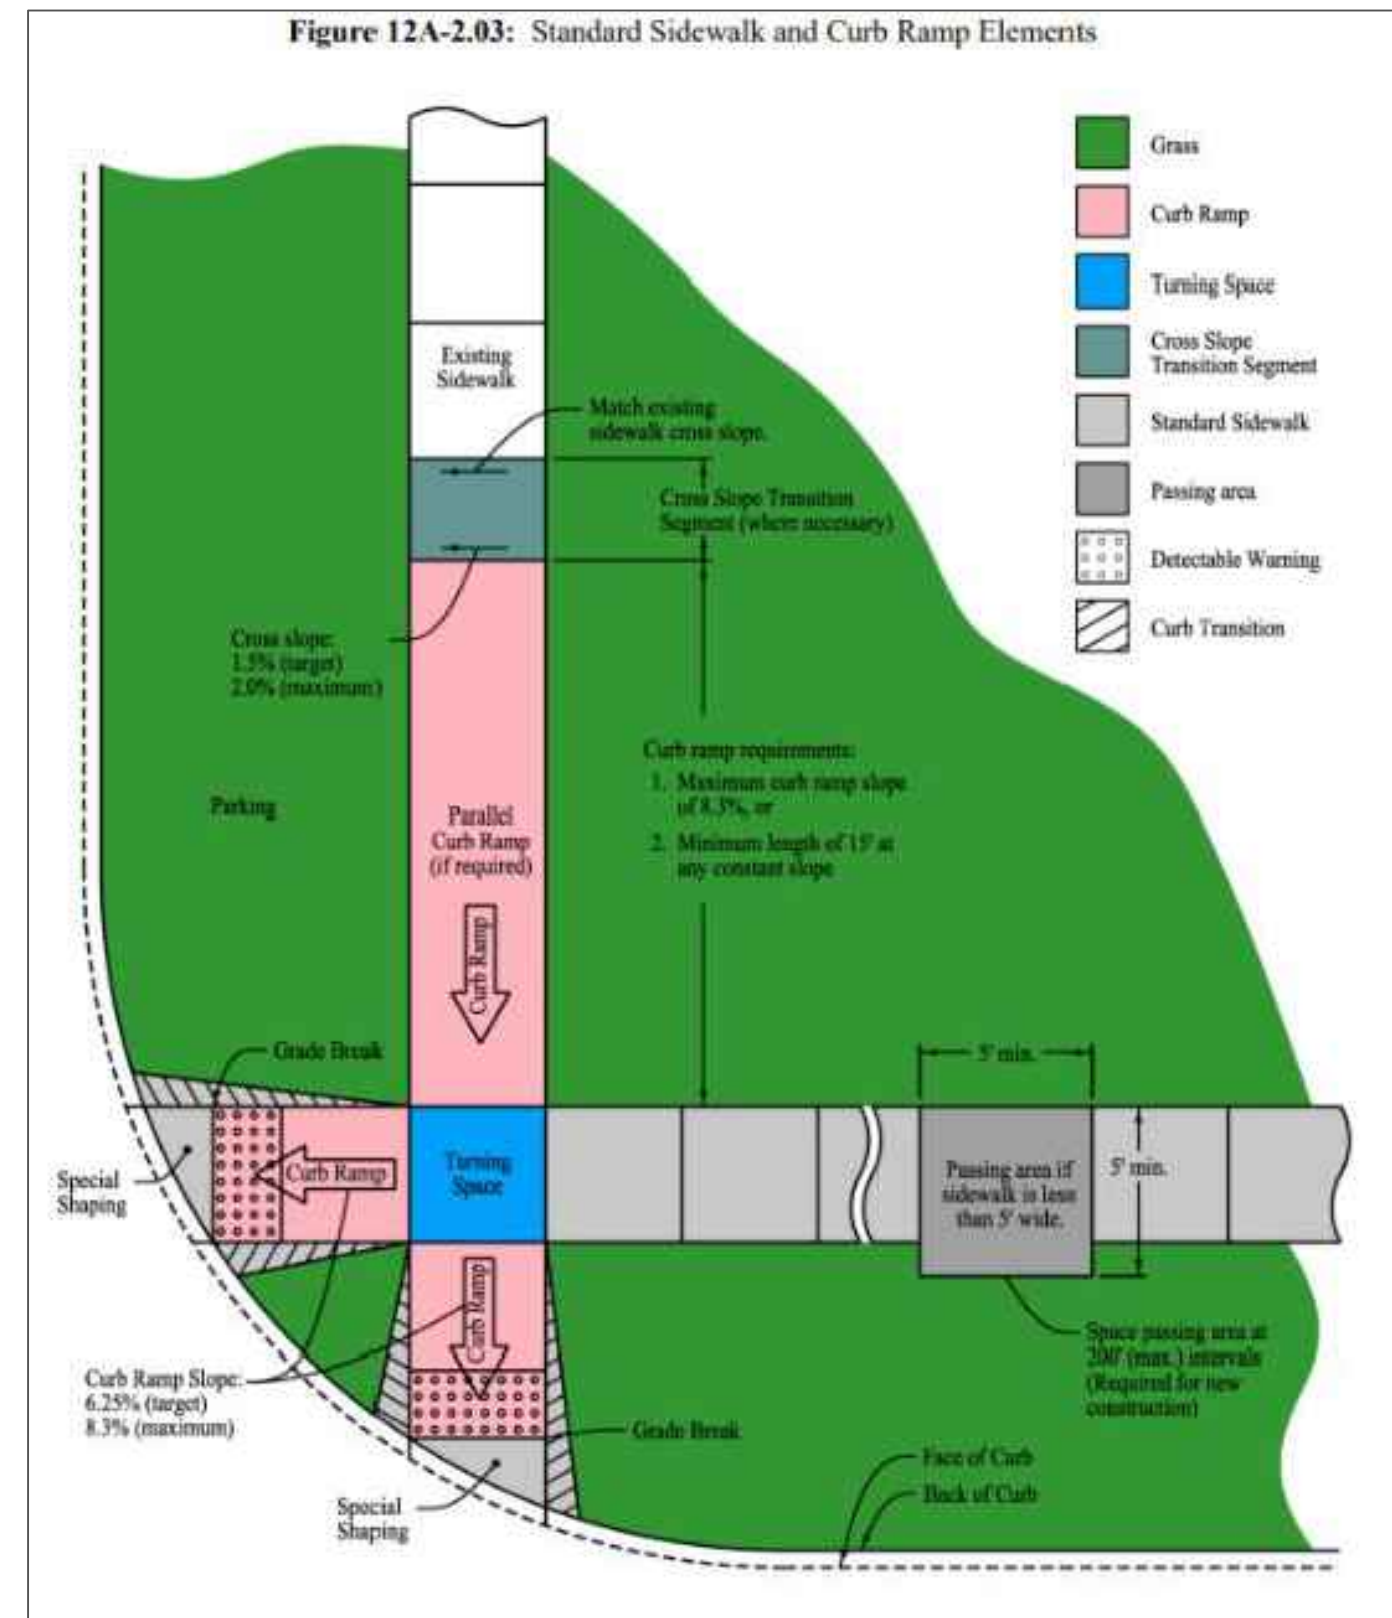 Figure 12A-2.03: Standard Sidewalk and Curb Ramp Elements
Grass
Curb Ramp
Turning Space
Cross Slope
Transition Segment
Standard Sidewalk
Passing area
Detectable Warning
Curb Transition
Existing
Sidewalk
Match existing
sidewalk cross slope.
Cross Slope Transition
Segment (where necessary)
Cross slope:
1.5% (target)
2.0% (maximum)
Parking
Parallel
Curb Ramp
(if required)
Curb ramp requirements:
1. Maximum curb ramp slope
of 8.3%, or
2. Minimum length of 15' at
any constant slope
Curb Ramp
Grade Break
5' min.
Special
Shaping
Curb Ramp
Turning
Space
Passing area if
sidewalk is less
than 5' wide.
5' min.
Curb Ramp
Space passing area at
200' (max.) intervals
(Required for new
construction)
Curb Ramp Slope:
6.25% (target)
8.3% (maximum)
Grade Break
Face of Curb
Back of Curb
Special
Shaping